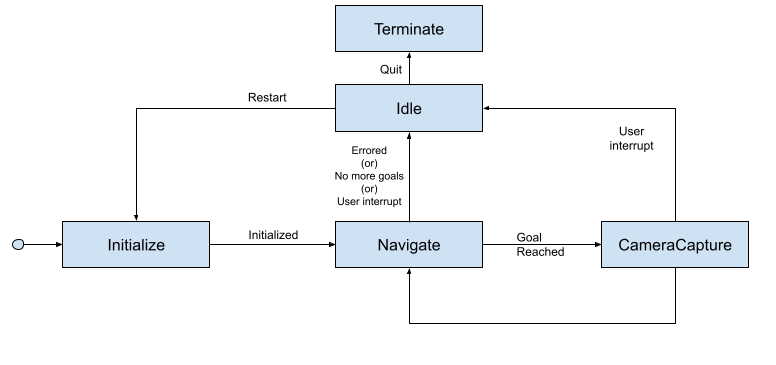 Terminate
Quit
Idle
Restart
User
interrupt
Errored
(or)
No more goals
(or)
User interrupt
Initialize
Initialized
Navigate
Goal
Reached
CameraCapture